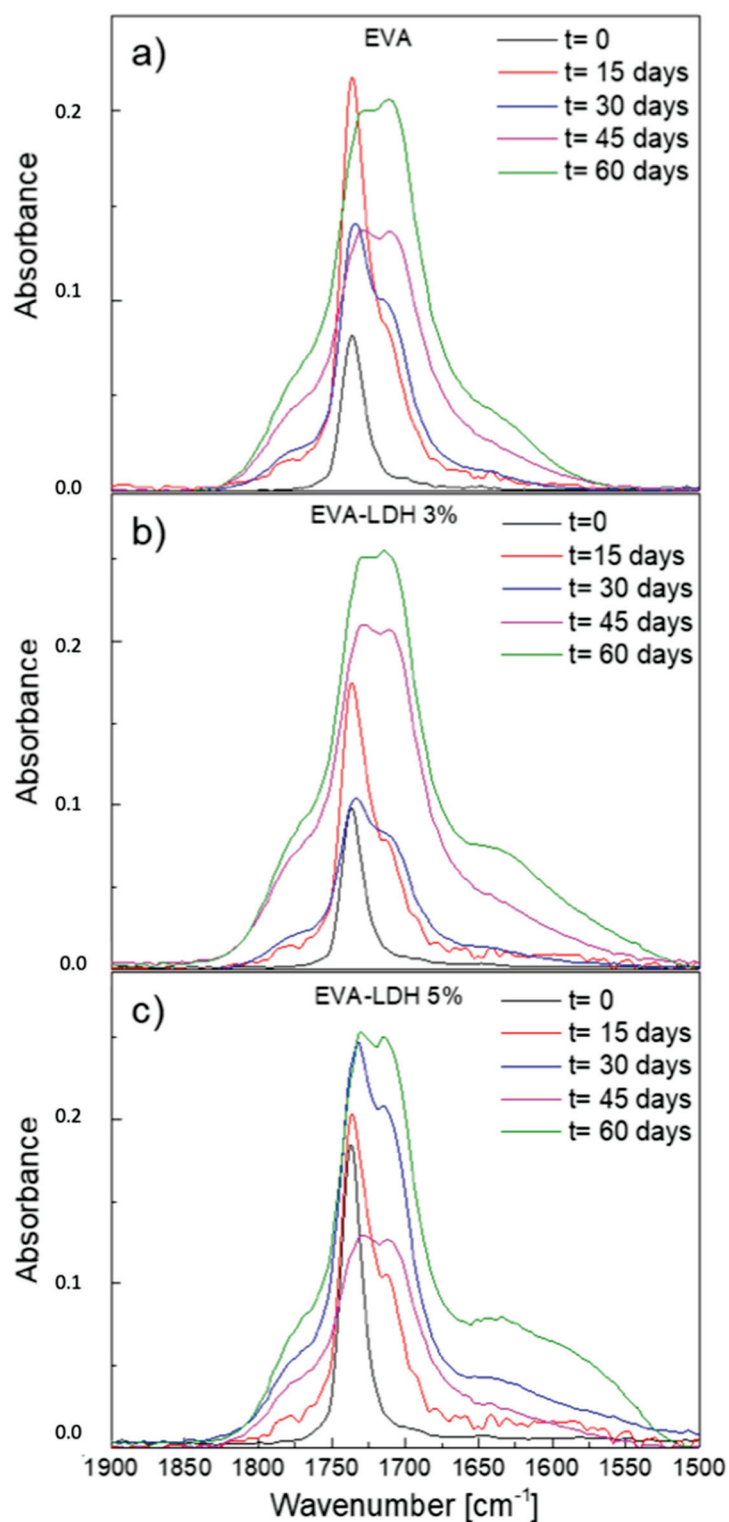 a)
EVA
t= 0
t= 15 days
t= 30 days
t= 45 days
t= 60 days
0.2
0.1
0.0
Absorbance
b)
EVA-LDH 3%
t=0
t=15 days
t= 30 days
t= 45 days
t= 60 days
0.2
0.1
0.0
Absorbance
c)
EVA-LDH 5%
t= 0
t= 15 days
t= 30 days
t= 45 days
t= 60 days
0.2
0.1
0.0
Absorbance
1900 1850 1800 1750 1700 1650 1600 1550 1500
Wavenumber [cm⁻¹]